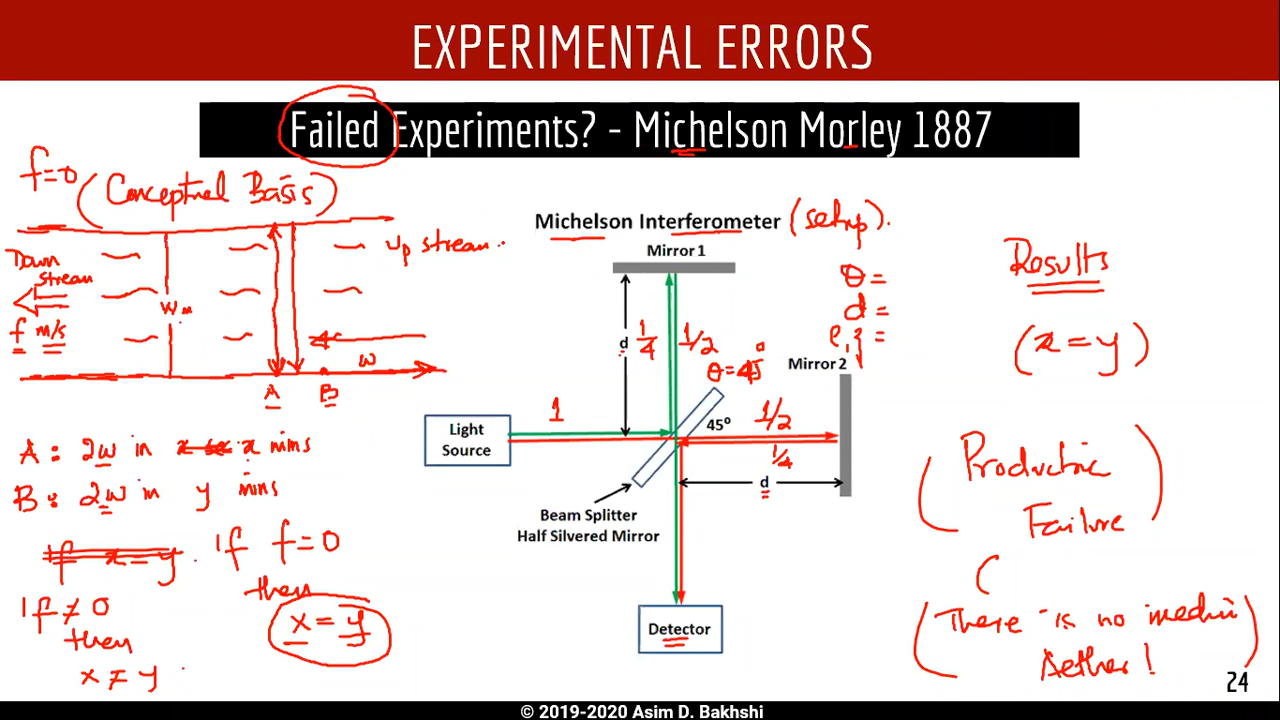 EXPERIMENTAL ERRORS
Failed Experiments? - Michelson Morley 1887
f=0
(Conceptual Basis)
Down
stream
f m/s
W m
Up stream
w
A
B
A : 2w in x mins
B : 2w in y mins
If x = y
If f = 0
then
x = y
If ≠ 0
then
x ≠ y
Michelson Interferometer (setup).
Mirror 1
d
1/4
1/2
θ = 45°
45º
Mirror 2
θ =
d =
Light
Source
1
1/2
1/4
d
Beam Splitter
Half Silvered Mirror
Detector
Results
(x = y)
(Productive
Failure)
(
(There is no medium
Aether!)
24
© 2019-2020 Asim D. Bakhshi